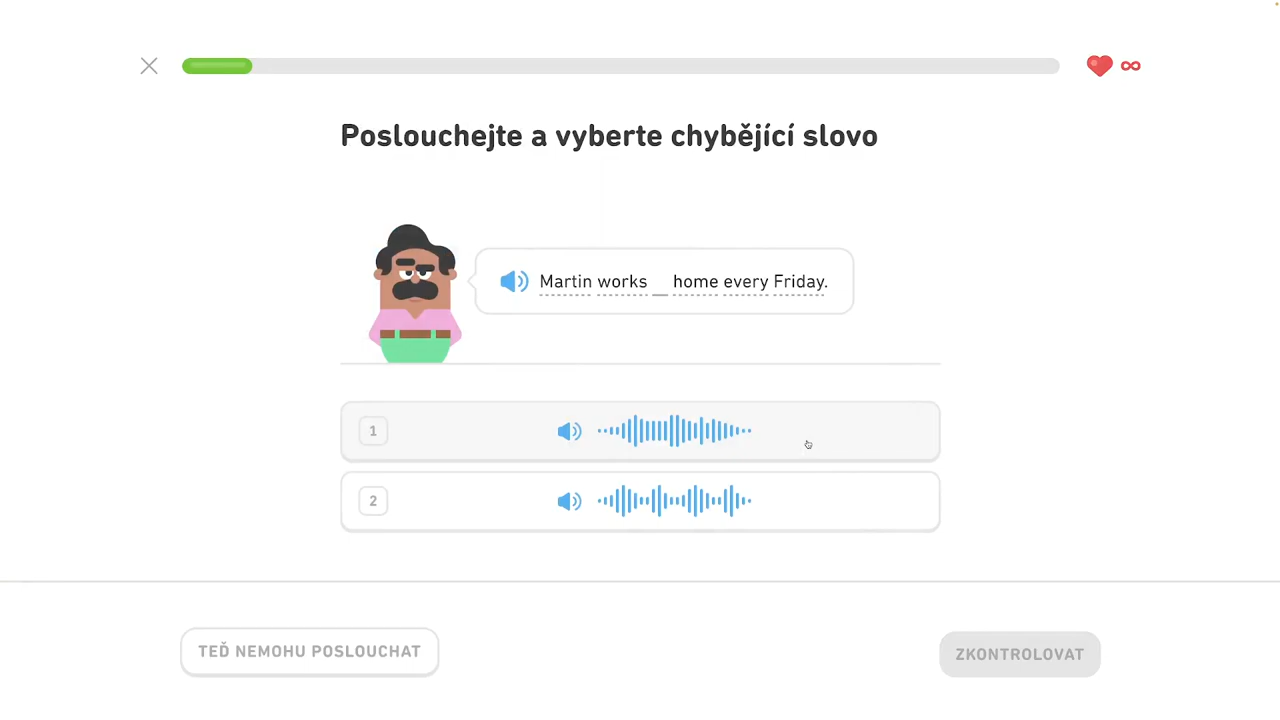 Poslouchejte a vyberte chybějící slovo
Martin works __ home every Friday.
1
2
TEĎ NEMOHU POSLOUCHAT
ZKONTROLOVAT